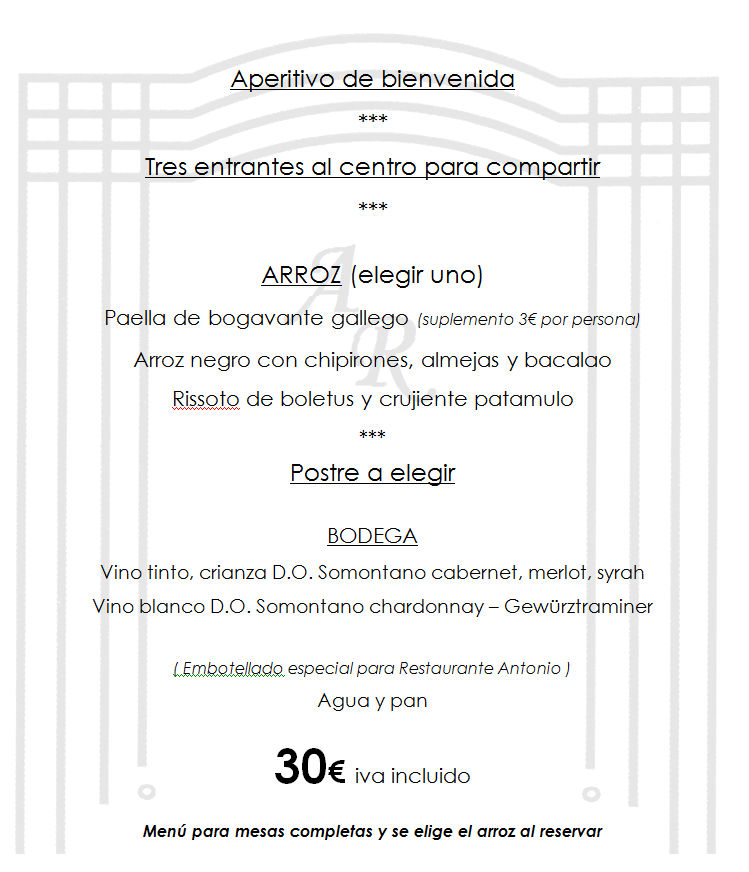 Aperitivo de bienvenida
***
Tres entrantes al centro para compartir
***
ARROZ (elegir uno)
Paella de bogavante gallego (suplemento 3€ por persona)
Arroz negro con chipirones, almejas y bacalao
Rissoto de boletus y crujiente patamulo
***
Postre a elegir
BODEGA
Vino tinto, crianza D.O. Somontano cabernet, merlot, syrah
Vino blanco D.O. Somontano chardonnay – Gewürztraminer
( Embotellado especial para Restaurante Antonio )
Agua y pan
30€ iva incluido
Menú para mesas completas y se elige el arroz al reservar
A
R.